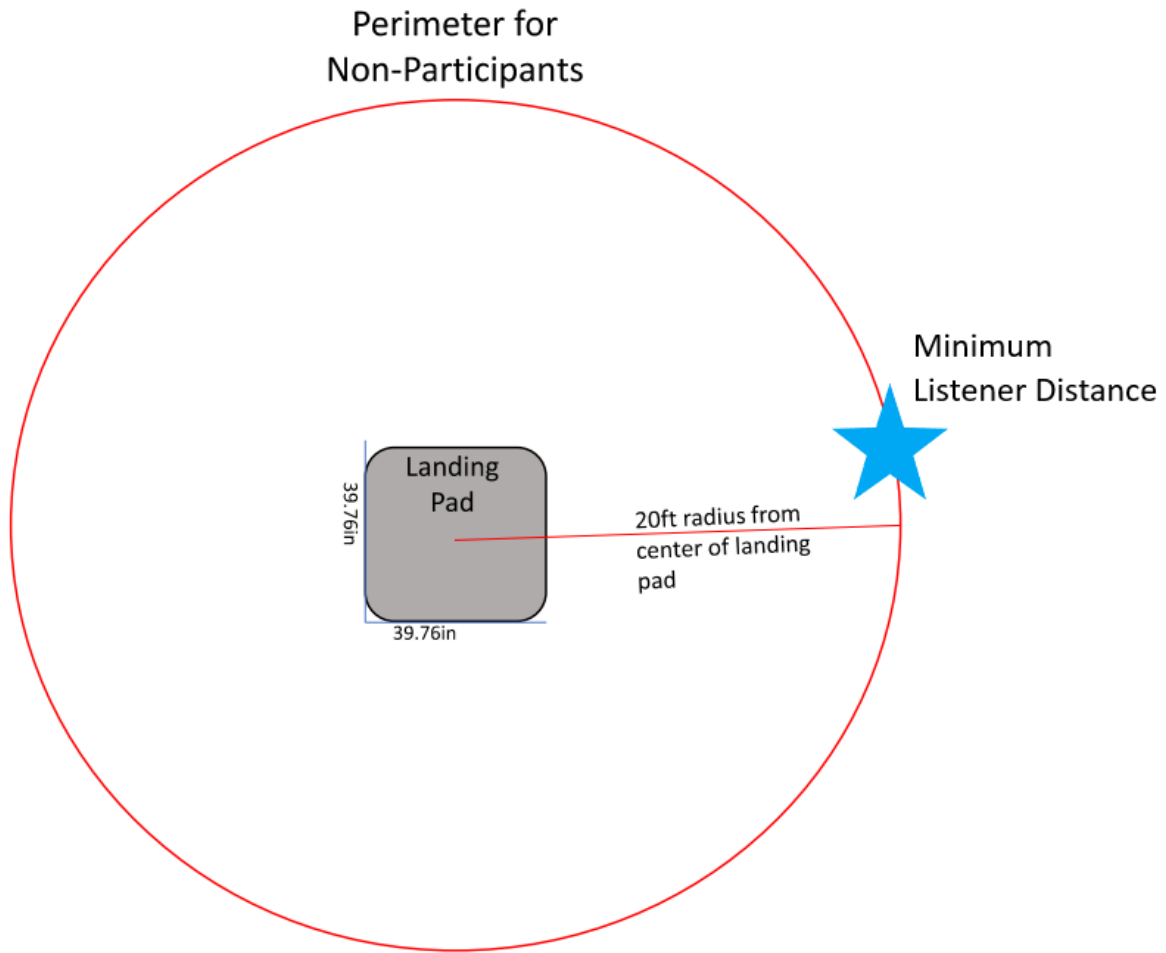 Perimeter for
Non-Participants
Minimum
Listener Distance
Landing
Pad
39.76in
20ft radius from
center of landing
pad
39.76in